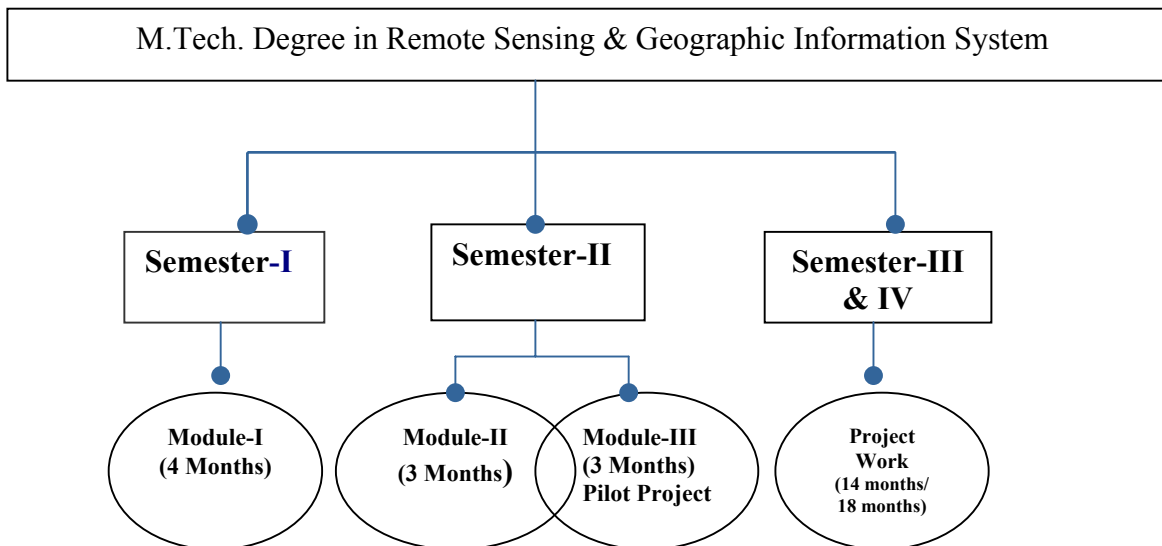 M.Tech. Degree in Remote Sensing & Geographic Information System
Semester-I
Semester-II
Semester-III
& IV
Module-I
(4 Months)
Module-II
(3 Months)
Module-III
(3 Months)
Pilot Project
Project
Work
(14 months/
18 months)